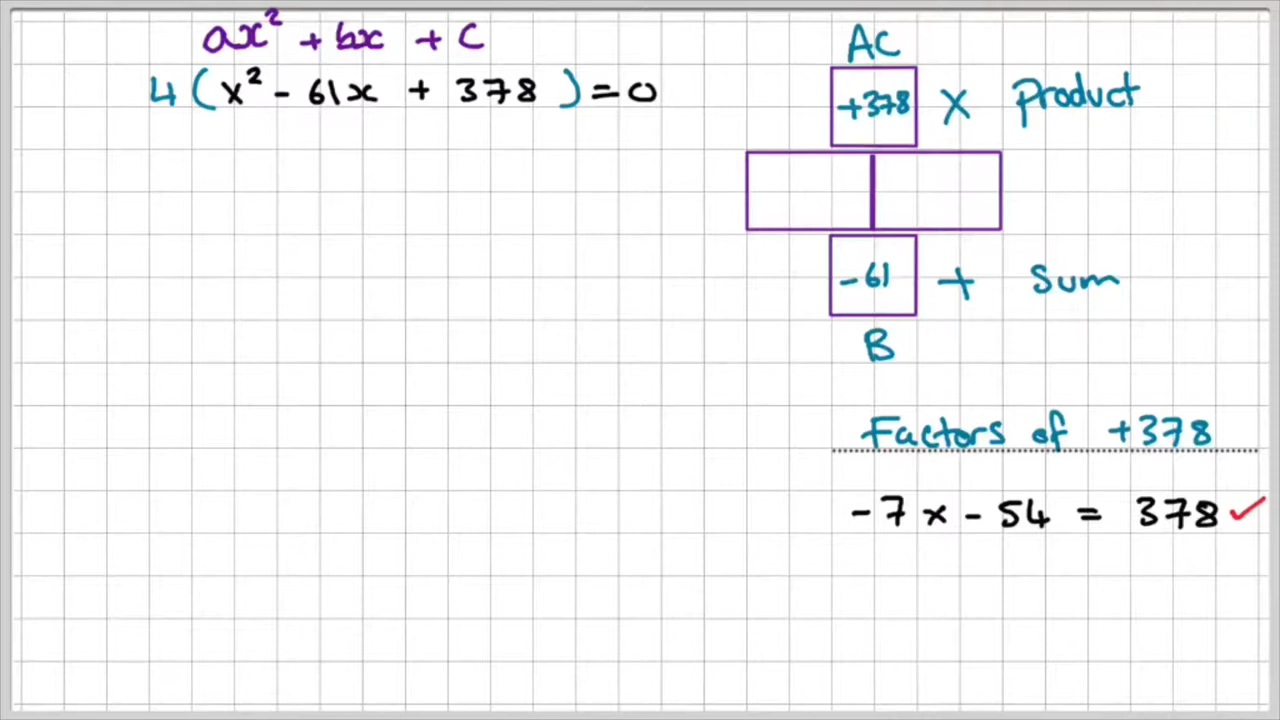 ax² + bx + c
4(x² - 61x + 378) = 0
AC
+378 × product
-61 + Sum
B
Factors of +378
-7 × -54 = 378 ✓